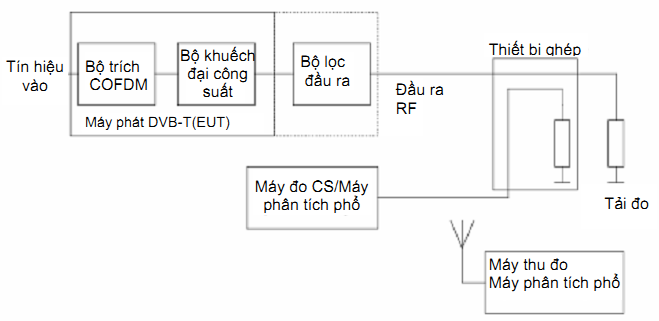 Tín hiệu
vào
Bộ trích
COFDM
Bộ khuếch
đại công
suất
Máy phát DVB-T(EUT)
Bộ lọc
đầu ra
Đầu ra
RF
Thiết bị ghép
Tải đo
Máy đo CS/Máy
phân tích phổ
Máy thu đo
Máy phân tích phổ